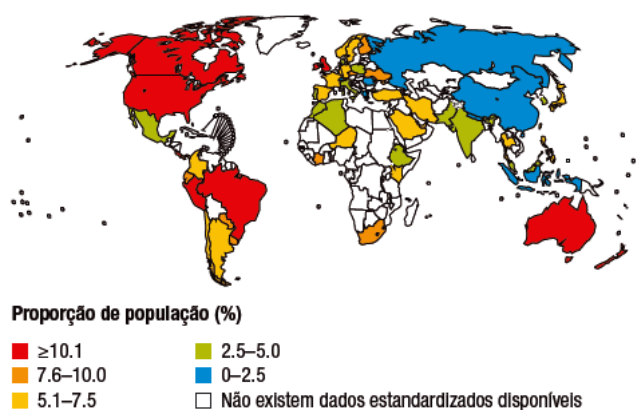 Proporção de população (%)
≥10.1
7.6–10.0
5.1–7.5
2.5–5.0
0–2.5
Não existem dados estandardizados disponíveis